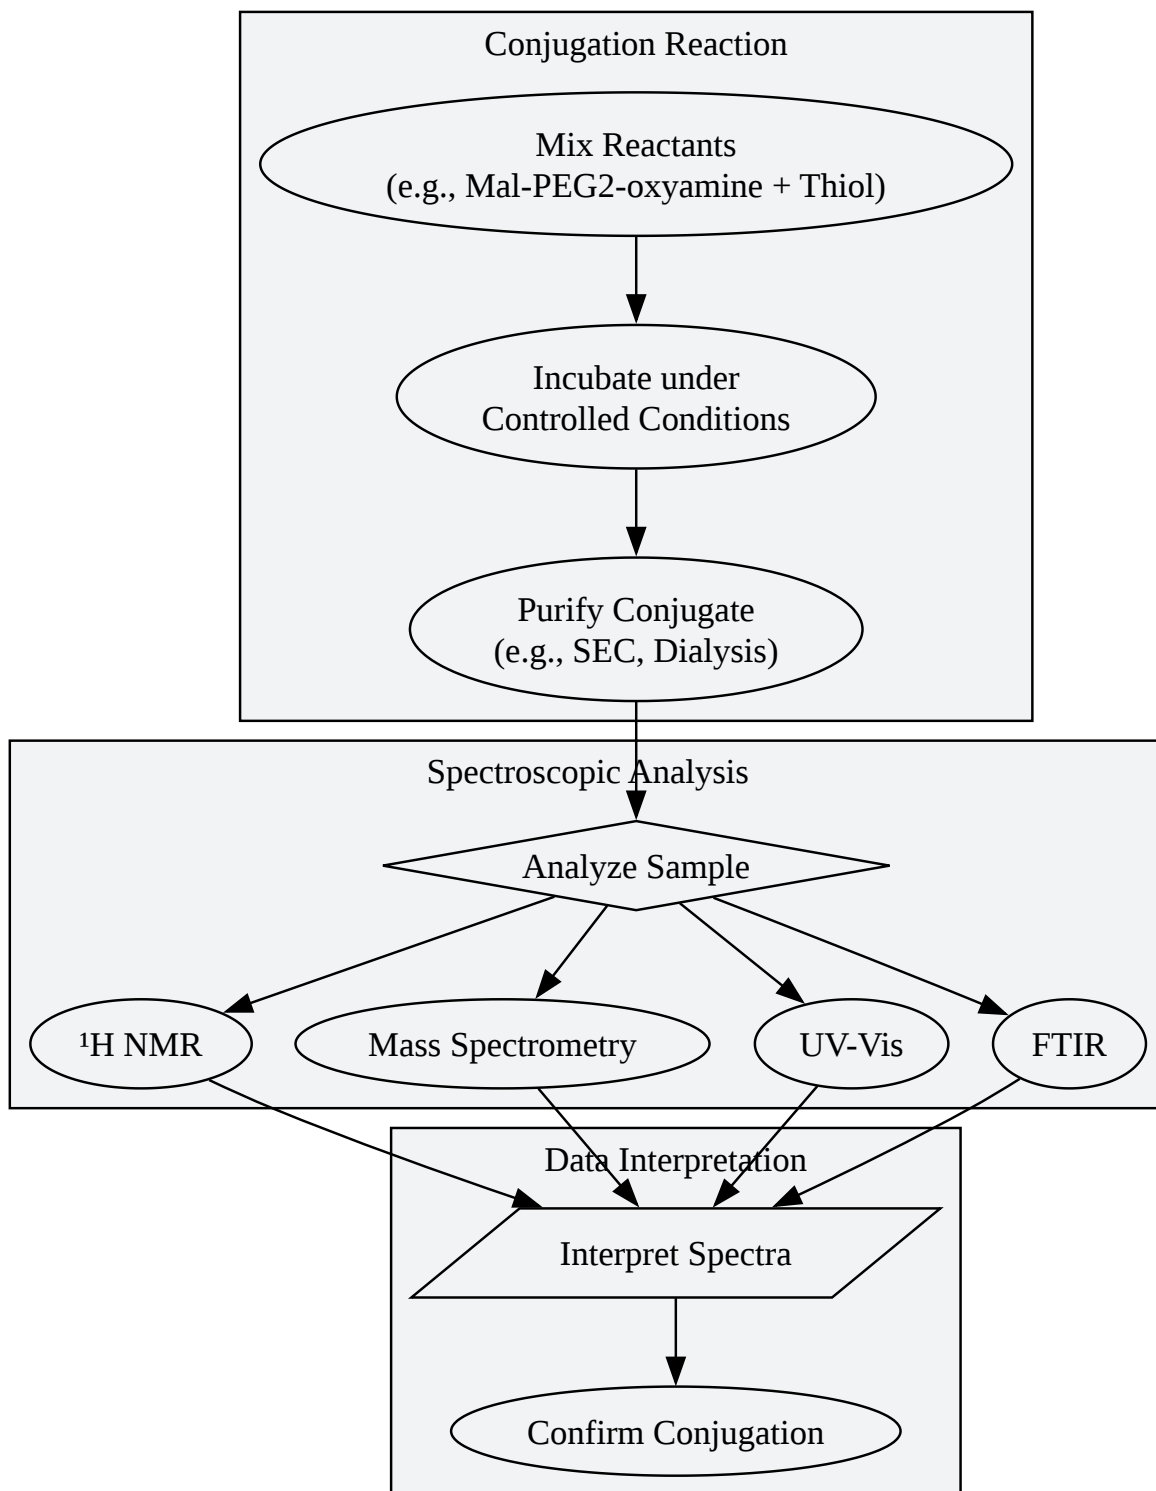 Conjugation Reaction
Mix Reactants
(e.g., Mal-PEG2-oxyamine + Thiol)
Incubate under
Controlled Conditions
Purify Conjugate
(e.g., SEC, Dialysis)
Spectroscopic Analysis
Analyze Sample
¹H NMR
Mass Spectrometry
UV-Vis
FTIR
Data Interpretation
Interpret Spectra
Confirm Conjugation